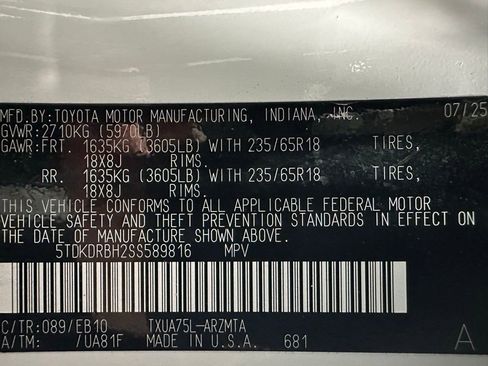 MFD.BY:TOYOTA MOTOR MANUFACTURING, INDIANA, INC. 07/25
GVWR:2710KG (5970LB)
GAWR:FRT. 1635KG (3605LB) WITH 235/65R18 TIRES,
18X8J RIMS.
RR. 1635KG (3605LB) WITH 235/65R18 TIRES,
18X8J RIMS.
THIS VEHICLE CONFORMS TO ALL APPLICABLE FEDERAL MOTOR
VEHICLE SAFETY AND THEFT PREVENTION STANDARDS IN EFFECT ON
THE DATE OF MANUFACTURE SHOWN ABOVE.
5TDKDRBH2SS589816 MPV
C/TR:089/EB10 TXUA75L-ARZMTA
A/TM: /UA81F MADE IN U.S.A. 681 A